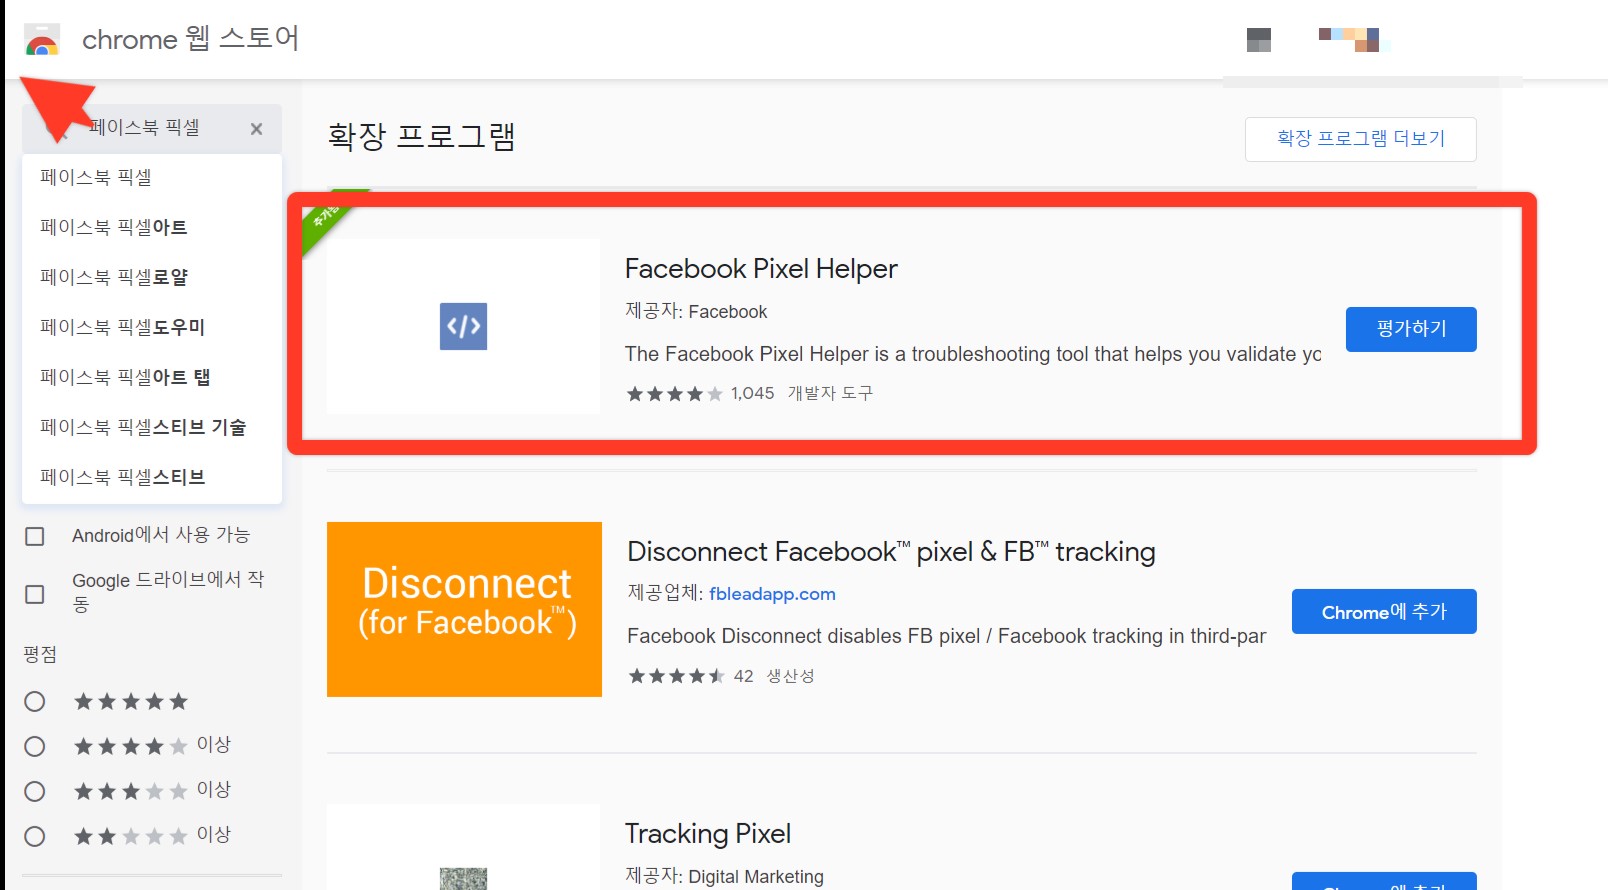 chrome 웹 스토어
페이스북 픽셀
페이스북 픽셀
페이스북 픽셀아트
페이스북 픽셀로얄
페이스북 픽셀도우미
페이스북 픽셀아트 탭
페이스북 픽셀스티브 기술
페이스북 픽셀스티브
Android에서 사용 가능
Google 드라이브에서 작
동
평점
이상
이상
이상
확장 프로그램
확장 프로그램 더보기
Facebook Pixel Helper
제공자: Facebook
The Facebook Pixel Helper is a troubleshooting tool that helps you validate yo
1,045 개발자 도구
평가하기
Disconnect
(for Facebook™)
Disconnect Facebook™ pixel & FB™ tracking
제공업체: fbleadapp.com
Facebook Disconnect disables FB pixel / Facebook tracking in third-par
42 생산성
Chrome에 추가
Tracking Pixel
제공자: Digital Marketing